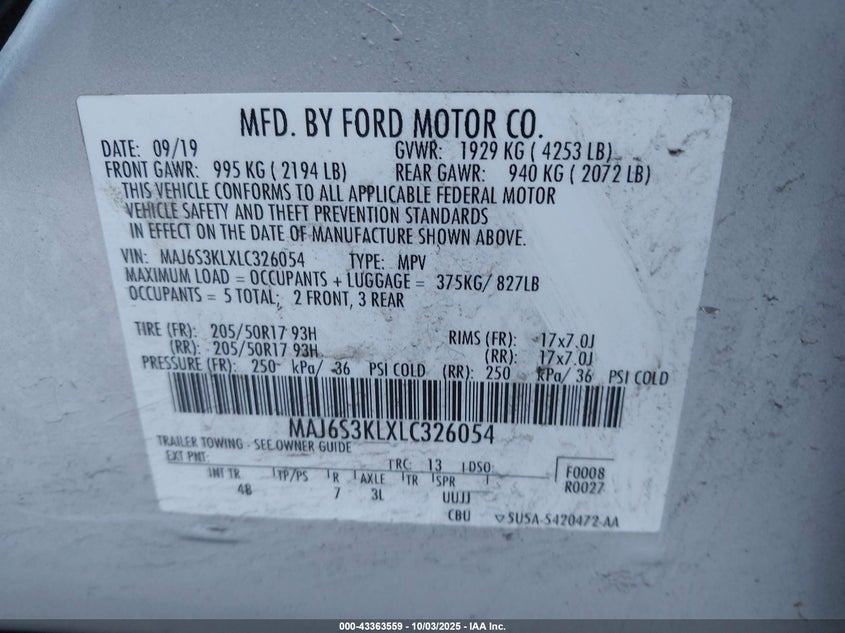 MFD. BY FORD MOTOR CO.
DATE: 09/19 GVWR: 1929 KG ( 4253 LB)
FRONT GAWR: 995 KG ( 2194 LB) REAR GAWR: 940 KG ( 2072 LB)
THIS VEHICLE CONFORMS TO ALL APPLICABLE FEDERAL MOTOR
VEHICLE SAFETY AND THEFT PREVENTION STANDARDS
IN EFFECT ON THE DATE OF MANUFACTURE SHOWN ABOVE.
VIN: MAJ6S3KLXLC326054 TYPE: MPV
MAXIMUM LOAD = OCCUPANTS + LUGGAGE = 375KG/ 827LB
OCCUPANTS = 5 TOTAL; 2 FRONT, 3 REAR
TIRE (FR): 205/50R17 93H RIMS (FR): 17x7.0J
(RR): 205/50R17 93H (RR): 17x7.0J
PRESSURE (FR): 250 kPa/ 36 PSI COLD (RR): 250 kPa/ 36 PSI COLD
MAJ6S3KLXLC326054
TRAILER TOWING - SEE OWNER GUIDE
EXT PNT: TRC: 13 DSO: F0008
INT TR TP/PS R AXLE TR SPR R0027
4B 7 3L UUJJ
CBU SU5A-5420472-AA
000-43363559 - 10/03/2025 - IAA Inc.